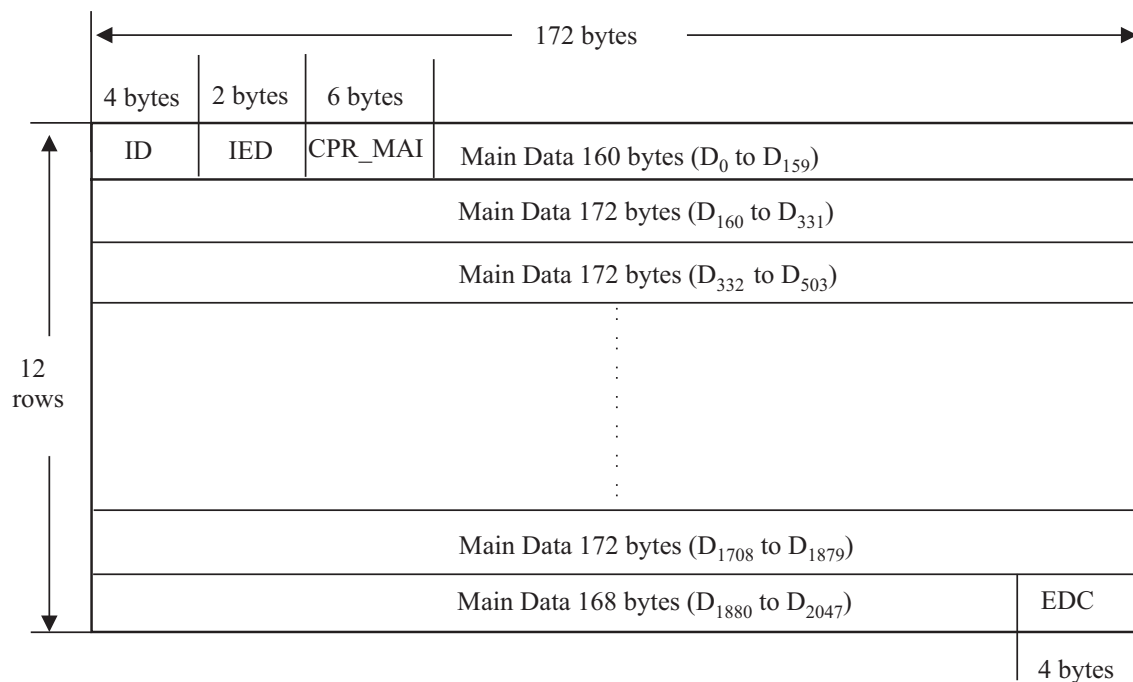 172 bytes
4 bytes 2 bytes 6 bytes
ID IED CPR_MAI Main Data 160 bytes (D0 to D159)
Main Data 172 bytes (D160 to D331)
Main Data 172 bytes (D332 to D503)
12
rows
Main Data 172 bytes (D1708 to D1879)
Main Data 168 bytes (D1880 to D2047) EDC
4 bytes